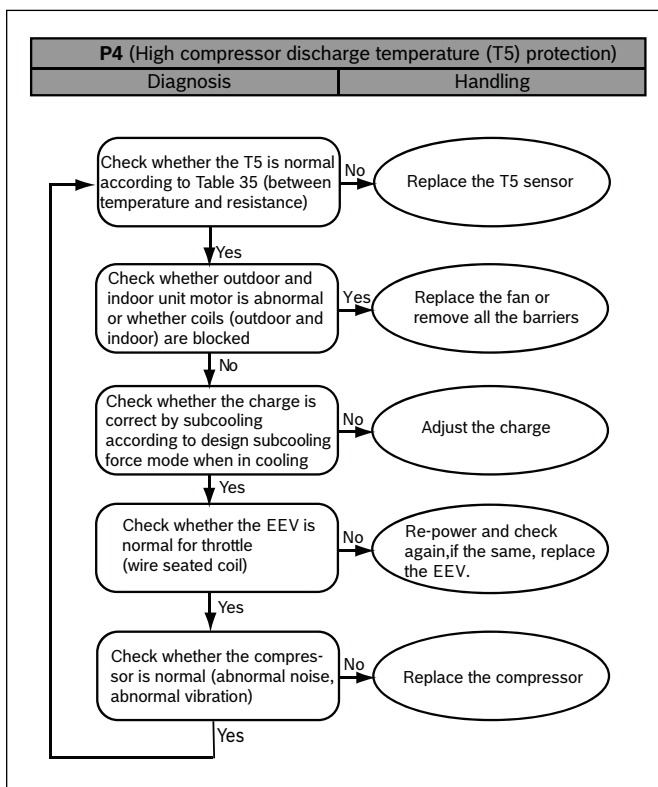 P4 (High compressor discharge temperature (T5) protection)
Diagnosis
Handling
Check whether the T5 is normal
according to Table 35 (between
temperature and resistance)
No
Replace the T5 sensor
Yes
Check whether outdoor and
indoor unit motor is abnormal
or whether coils (outdoor and
indoor) are blocked
Yes
Replace the fan or
remove all the barriers
No
Check whether the charge is
correct by subcooling
according to design subcooling
force mode when in cooling
No
Adjust the charge
Yes
Check whether the EEV is
normal for throttle
(wire seated coil)
No
Re-power and check
again,if the same, replace
the EEV.
Yes
Check whether the compres-
sor is normal (abnormal noise,
abnormal vibration)
No
Replace the compressor
Yes